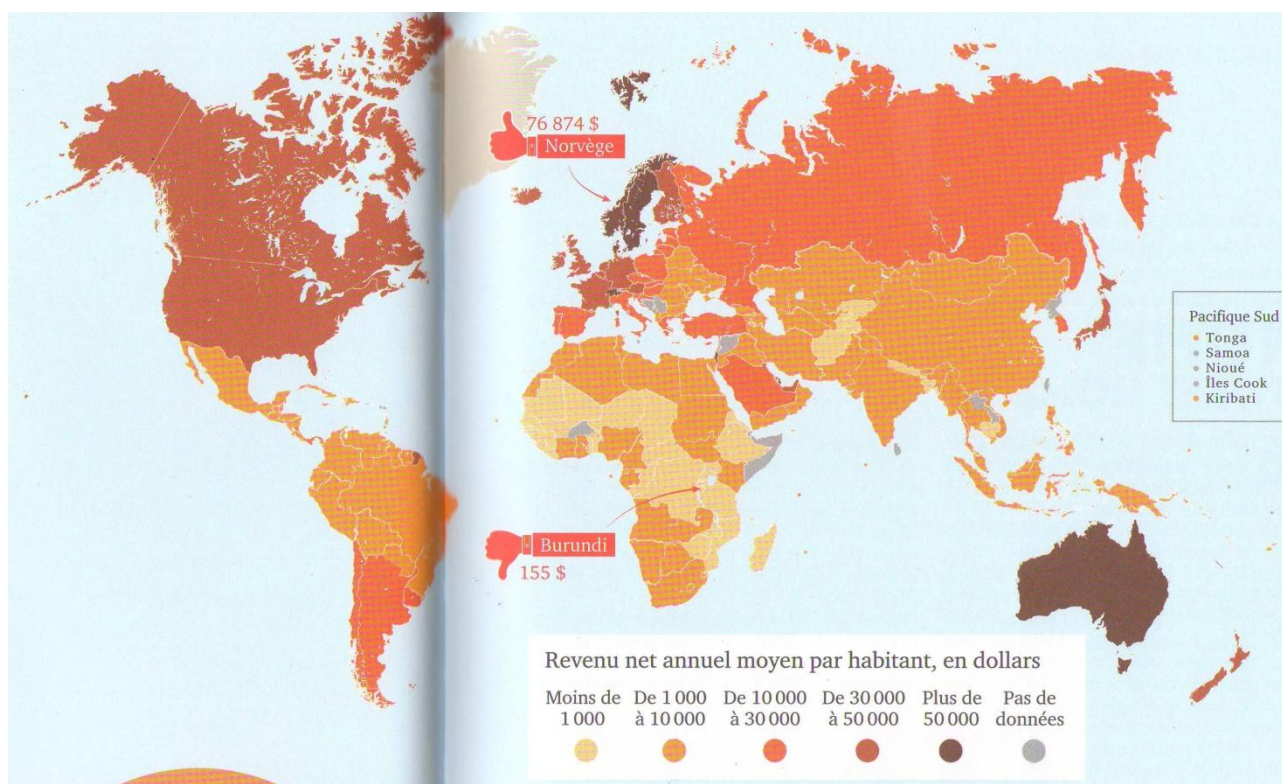 76 874 $
Norvège
Pacifique Sud
Tonga
Samoa
Nioué
Îles Cook
Kiribati
Burundi
155 $
Revenu net annuel moyen par habitant, en dollars
Moins de 1 000
De 1 000 à 10 000
De 10 000 à 30 000
De 30 000 à 50 000
Plus de 50 000
Pas de données